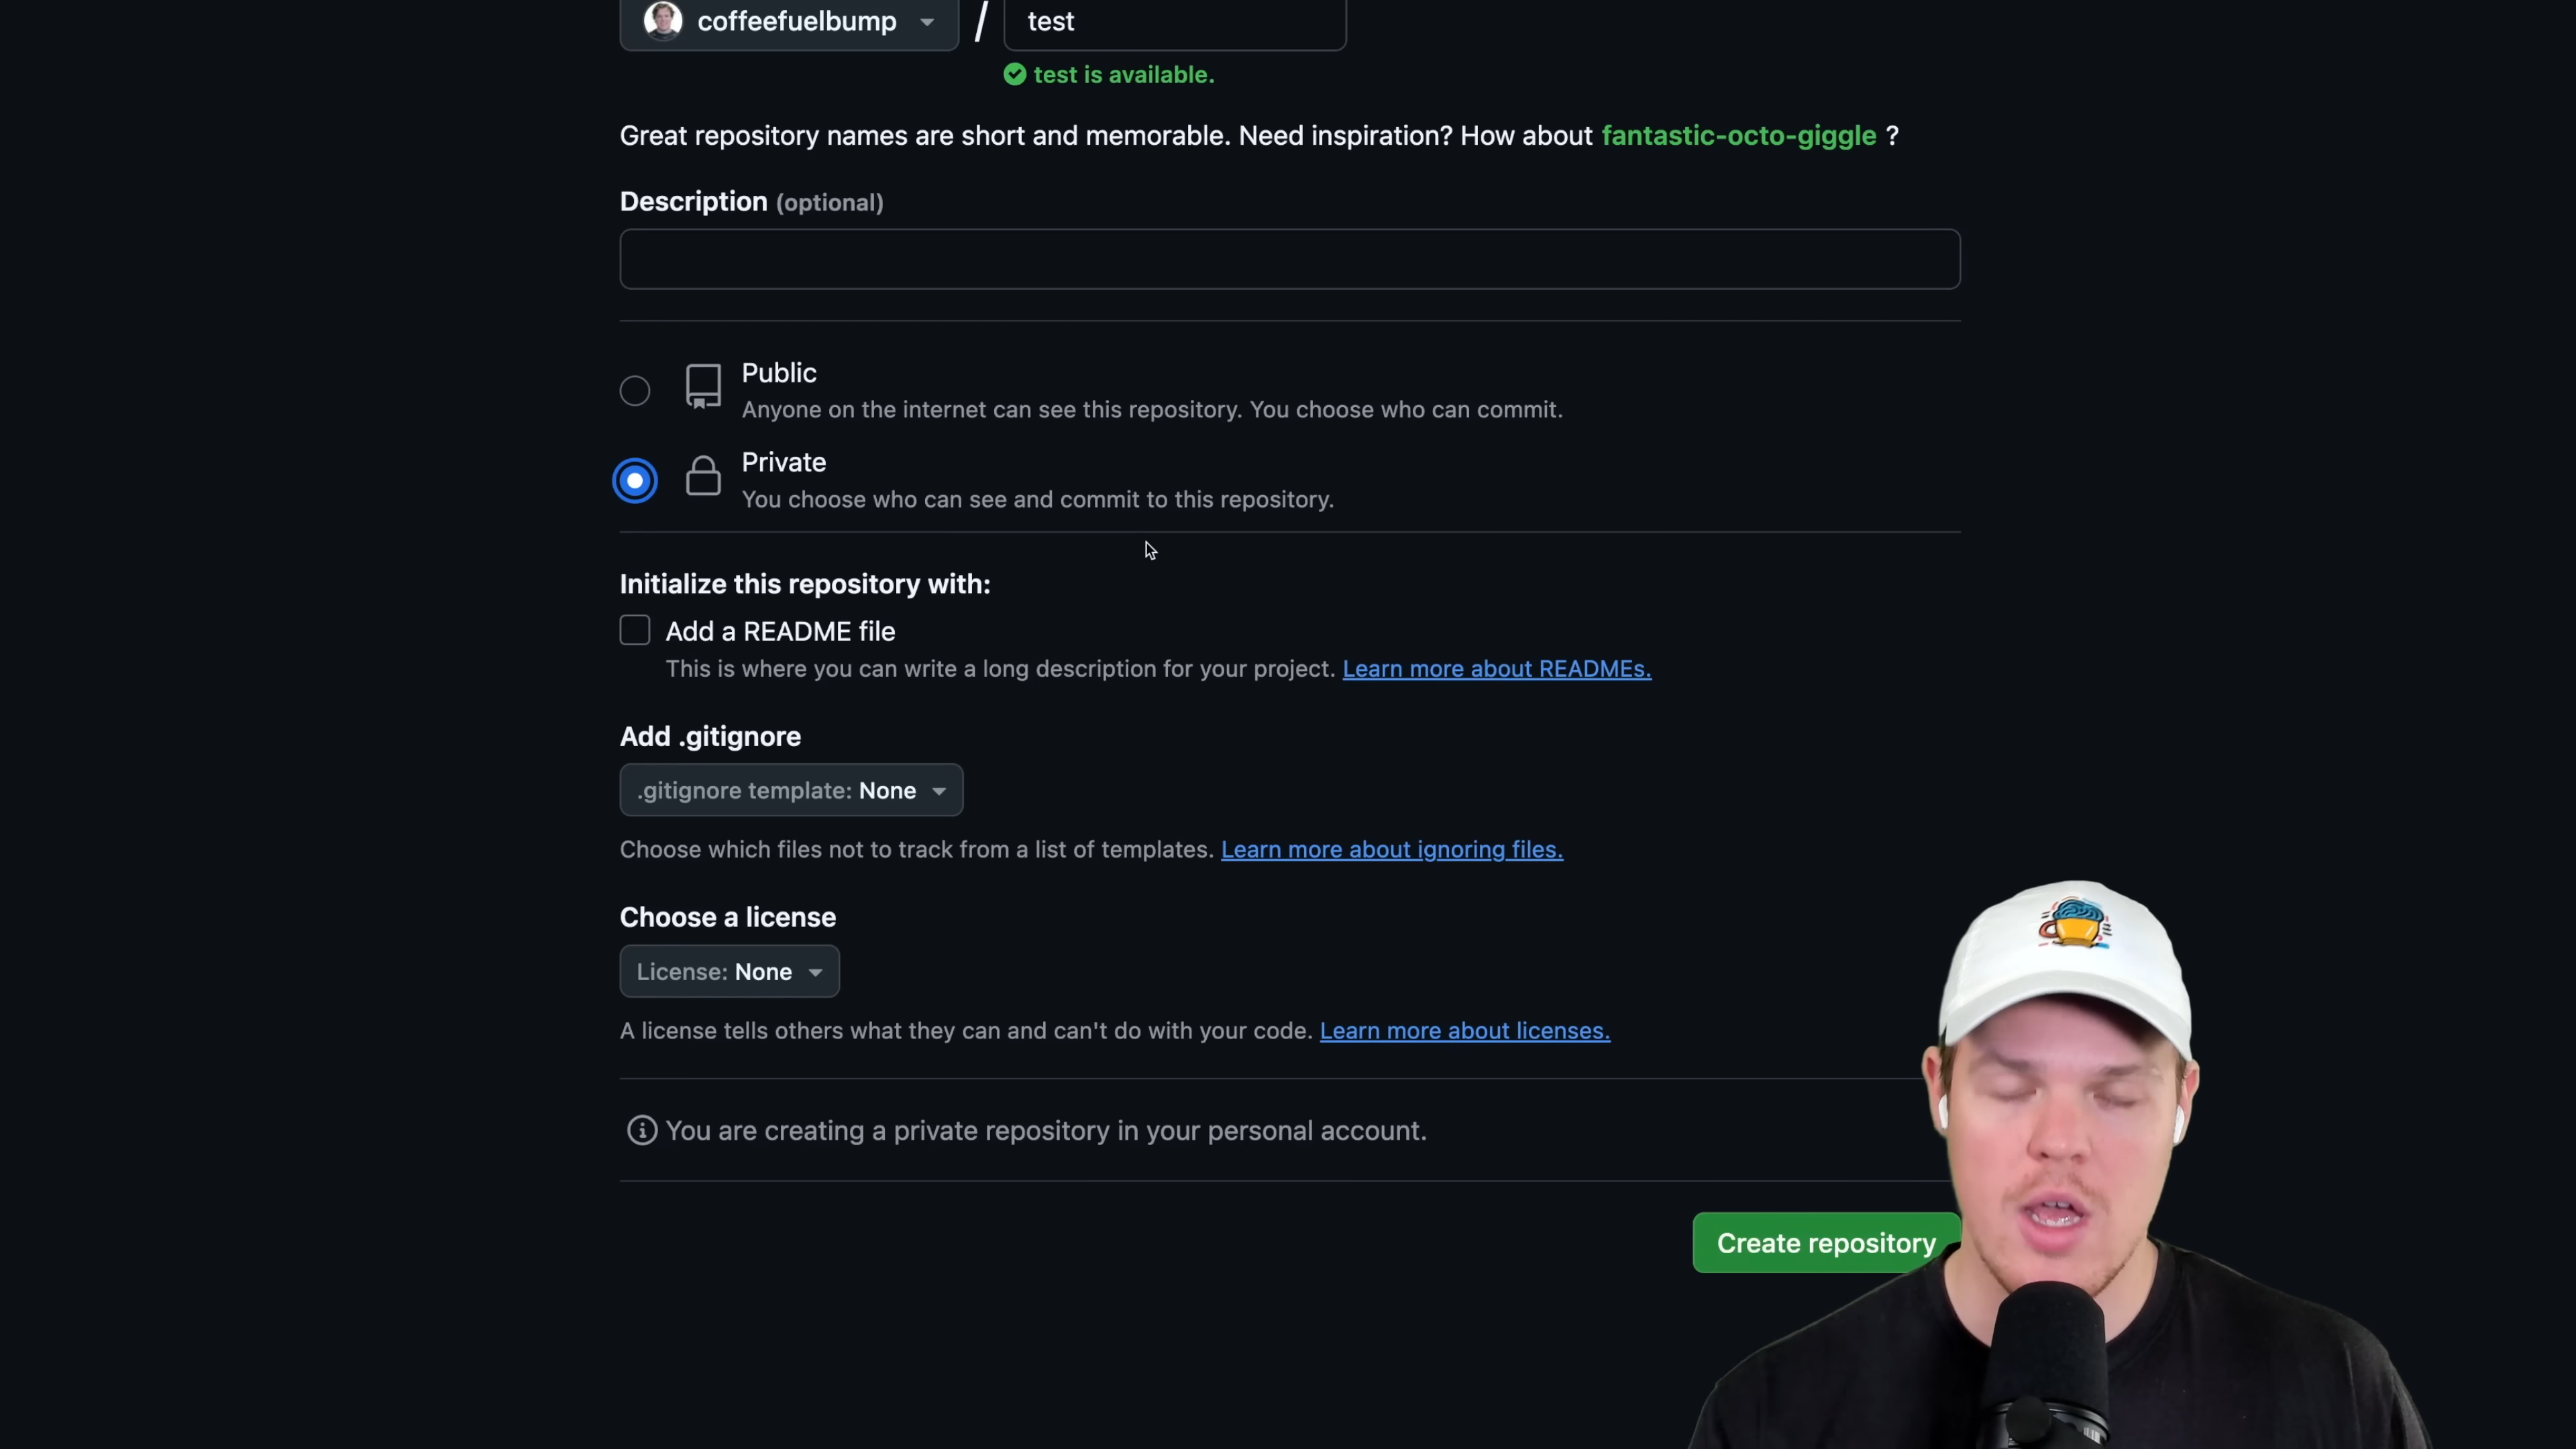 coffeefuelbump / test
test is available.
Great repository names are short and memorable. Need inspiration? How about fantastic-octo-giggle ?
Description (optional)
Public
Anyone on the internet can see this repository. You choose who can commit.
Private
You choose who can see and commit to this repository.
Initialize this repository with:
Add a README file
This is where you can write a long description for your project. Learn more about READMEs.
Add .gitignore
.gitignore template: None
Choose which files not to track from a list of templates. Learn more about ignoring files.
Choose a license
License: None
A license tells others what they can and can't do with your code. Learn more about licenses.
You are creating a private repository in your personal account.
Create repository